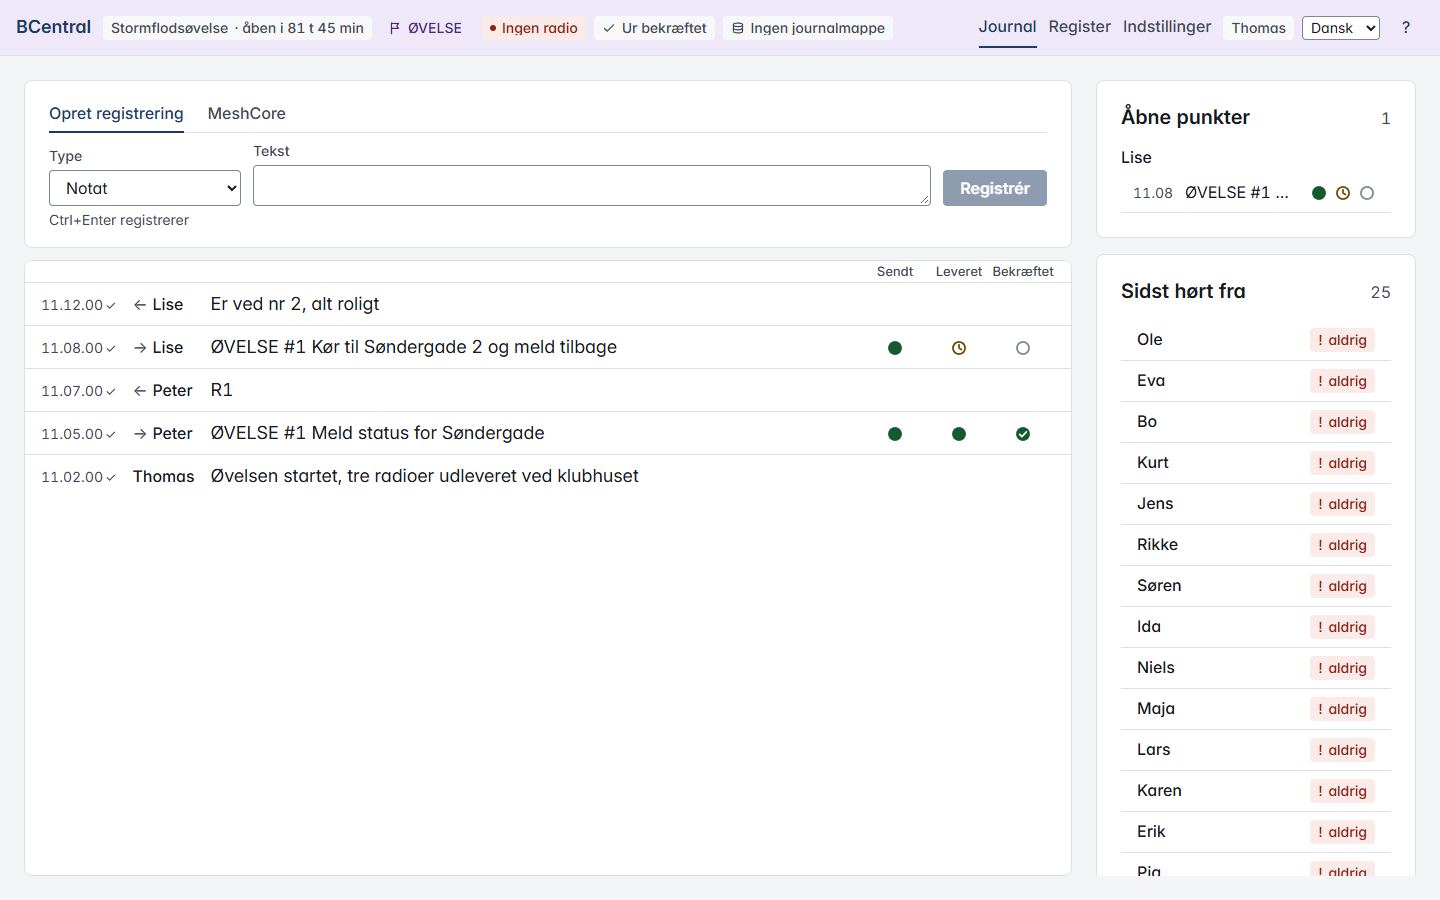 BCentral Stormflodsøvelse · åben i 81 t 45 min ØVELSE Ingen radio Ur bekræftet Ingen journalmappe Journal Register Indstillinger Thomas Dansk ?
Opret registrering MeshCore
Type
Tekst
Notat
Registrér
Ctrl+Enter registrerer
Sendt Leveret Bekræftet
11.12.00 ← Lise Er ved nr 2, alt roligt
11.08.00 → Lise ØVELSE #1 Kør til Søndergade 2 og meld tilbage
11.07.00 ← Peter R1
11.05.00 → Peter ØVELSE #1 Meld status for Søndergade
11.02.00 Thomas Øvelsen startet, tre radioer udleveret ved klubhuset
Åbne punkter 1
Lise
11.08 ØVELSE #1 ...
Sidst hørt fra 25
Ole ! aldrig
Eva ! aldrig
Bo ! aldrig
Kurt ! aldrig
Jens ! aldrig
Rikke ! aldrig
Søren ! aldrig
Ida ! aldrig
Niels ! aldrig
Maja ! aldrig
Lars ! aldrig
Karen ! aldrig
Erik ! aldrig
Pia ! aldrig